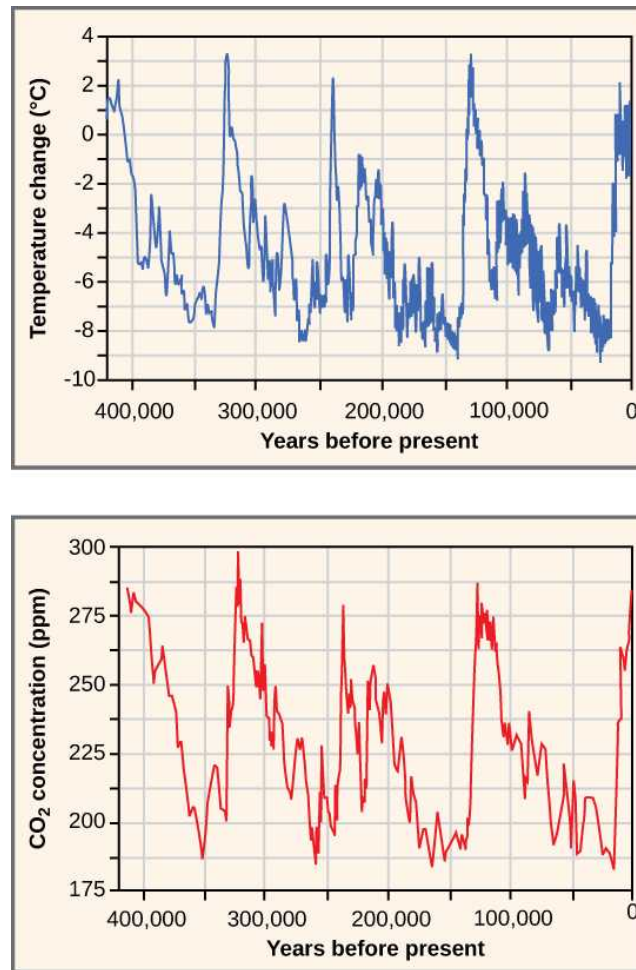 4
2
0
-2
-4
-6
-8
-10
Temperature change (°C)
400,000 300,000 200,000 100,000 0
Years before present
300
275
250
225
200
175
CO₂ concentration (ppm)
400,000 300,000 200,000 100,000 0
Years before present